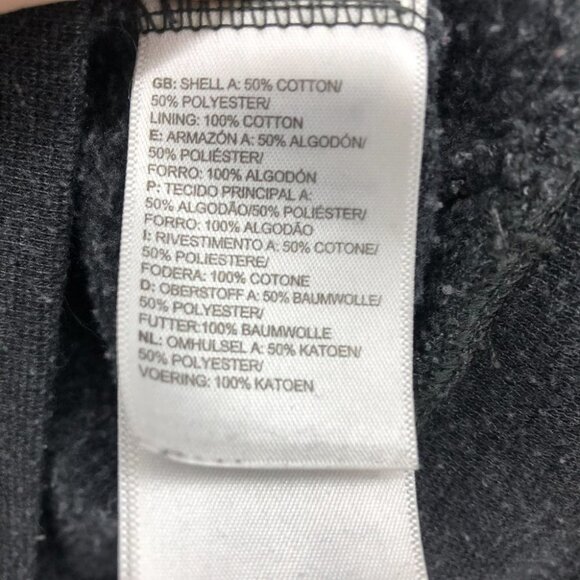 GB: SHELL A: 50% COTTON/
50% POLYESTER/
LINING: 100% COTTON
E: ARMAZÓN A: 50% ALGODÓN/
50% POLIÉSTER/
FORRO: 100% ALGODÓN
P: TECIDO PRINCIPAL A:
50% ALGODÃO/50% POLIÉSTER/
FORRO: 100% ALGODÃO
I: RIVESTIMENTO A: 50% COTONE/
50% POLIESTERE/
FODERA: 100% COTONE
D: OBERSTOFF A: 50% BAUMWOLLE/
50% POLYESTER/
FUTTER:100% BAUMWOLLE
NL: OMHULSEL A: 50% KATOEN/
50% POLYESTER/
VOERING: 100% KATOEN